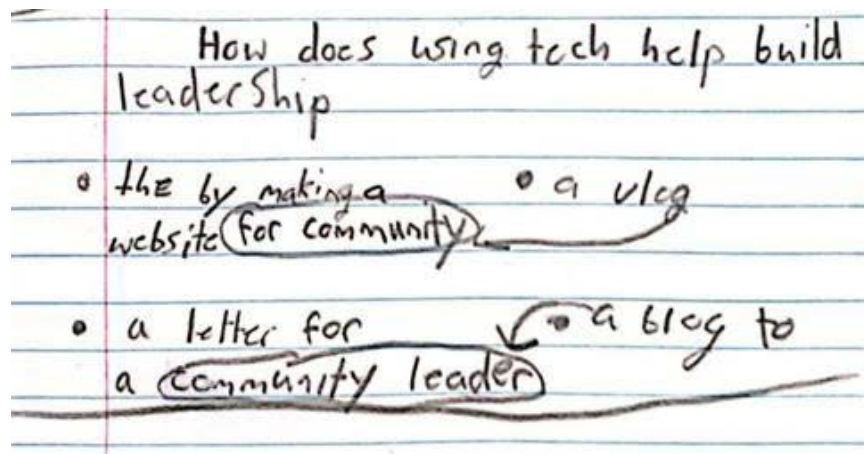 How does using tech help build
leadership
• the by making a • a vlog
website for community
• a letter for • a blog to
a community leader